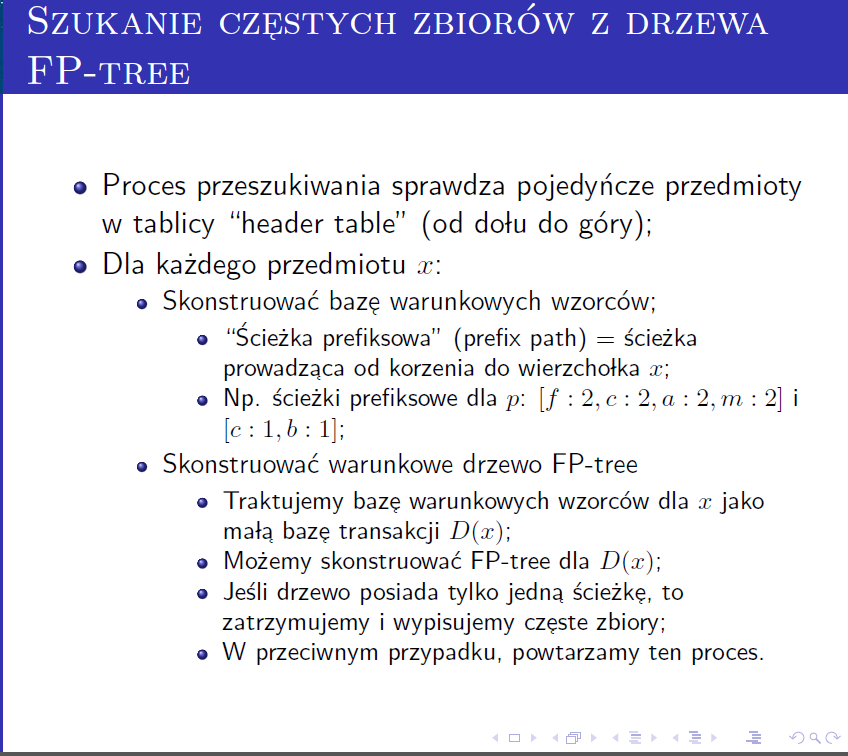 Szukanie częstych zbiorów z drzewa
FP-tree
Proces przeszukiwania sprawdza pojedyńcze przedmioty
w tablicy “header table” (od dołu do góry);
Dla każdego przedmiotu x:
Skonstruować bazę warunkowych wzorców;
“Ścieżka prefiksowa” (prefix path) = ścieżka
prowadząca od korzenia do wierzchołka x;
Np. ścieżki prefiksowe dla p: [f : 2, c : 2, a : 2, m : 2] i
[c : 1, b : 1];
Skonstruować warunkowe drzewo FP-tree
Traktujemy bazę warunkowych wzorców dla x jako
małą bazę transakcji D(x);
Możemy skonstruować FP-tree dla D(x);
Jeśli drzewo posiada tylko jedną ścieżkę, to
zatrzymujemy i wypisujemy częste zbiory;
W przeciwnym przypadku, powtarzamy ten proces.